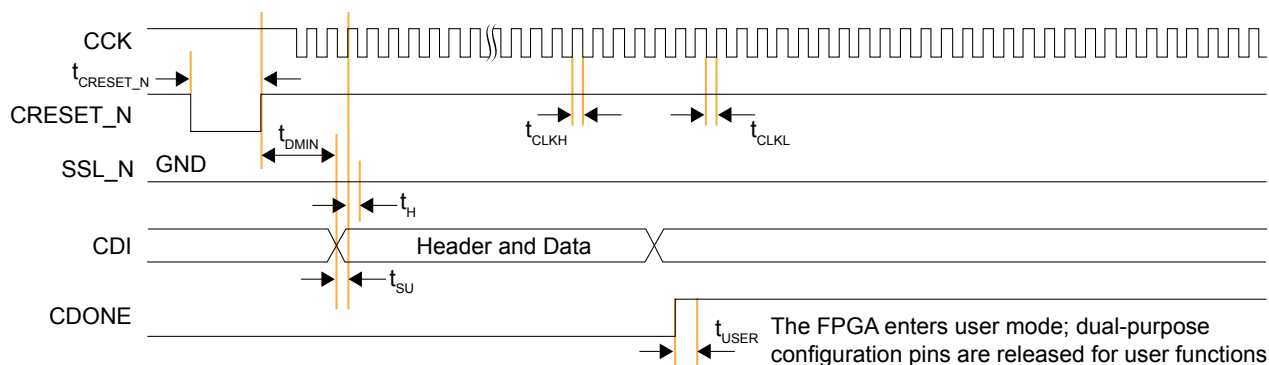 CCK
tCRESET_N
CRESET_N
tDMIN
tCLKH
tCLKL
SSL_N
GND
tH
CDI
Header and Data
tSU
CDONE
tUSER
The FPGA enters user mode; dual-purpose
configuration pins are released for user functions